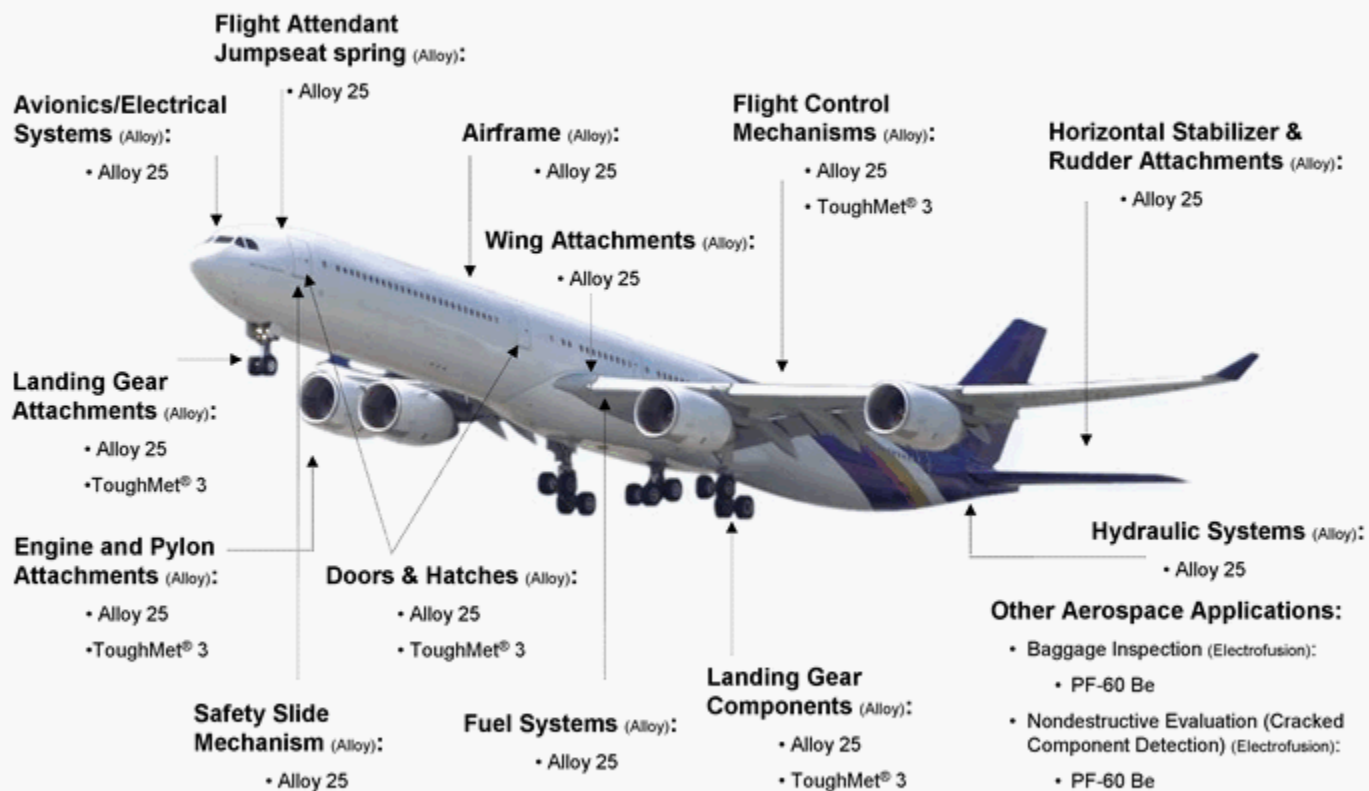 Flight Attendant
Jumpseat spring (Alloy):
• Alloy 25
Avionics/Electrical
Systems (Alloy):
• Alloy 25
Airframe (Alloy):
• Alloy 25
Flight Control
Mechanisms (Alloy):
• Alloy 25
• ToughMet® 3
Horizontal Stabilizer &
Rudder Attachments (Alloy):
• Alloy 25
Wing Attachments (Alloy):
• Alloy 25
Landing Gear
Attachments (Alloy):
• Alloy 25
•ToughMet® 3
Engine and Pylon
Attachments (Alloy):
• Alloy 25
•ToughMet® 3
Doors & Hatches (Alloy):
• Alloy 25
• ToughMet® 3
Safety Slide
Mechanism (Alloy):
• Alloy 25
Fuel Systems (Alloy):
• Alloy 25
Landing Gear
Components (Alloy):
• Alloy 25
• ToughMet® 3
Hydraulic Systems (Alloy):
• Alloy 25
Other Aerospace Applications:
• Baggage Inspection (Electrofusion):
• PF-60 Be
• Nondestructive Evaluation (Cracked
Component Detection) (Electrofusion):
• PF-60 Be